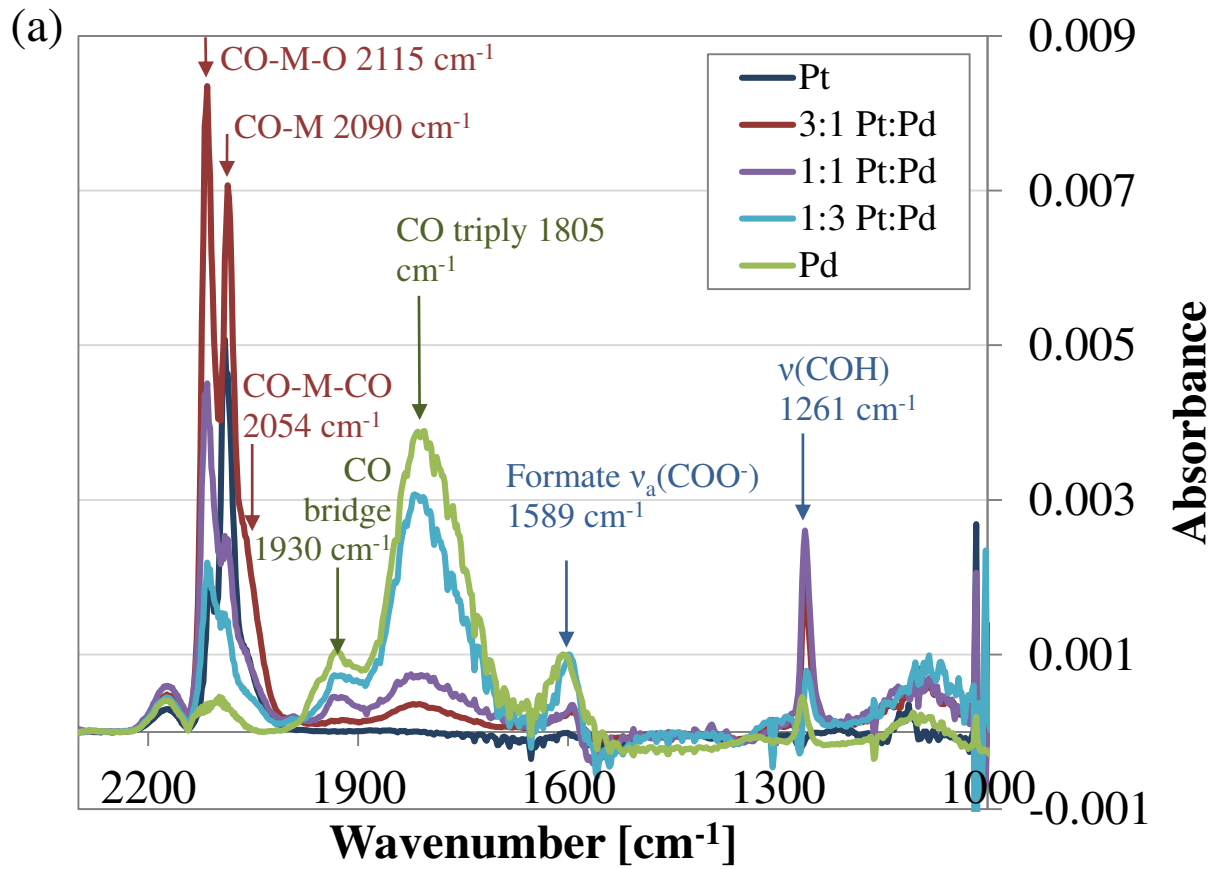 (a)
CO-M-O 2115 cm⁻¹
CO-M 2090 cm⁻¹
CO-M-CO
2054 cm⁻¹
CO
bridge
1930 cm⁻¹
CO triply 1805
cm⁻¹
Formate νₐ(COO⁻)
1589 cm⁻¹
ν(COH)
1261 cm⁻¹
Pt
3:1 Pt:Pd
1:1 Pt:Pd
1:3 Pt:Pd
Pd
0.009
0.007
0.005
0.003
0.001
-0.001
Absorbance
2200 1900 1600 1300 1000
Wavenumber [cm⁻¹]